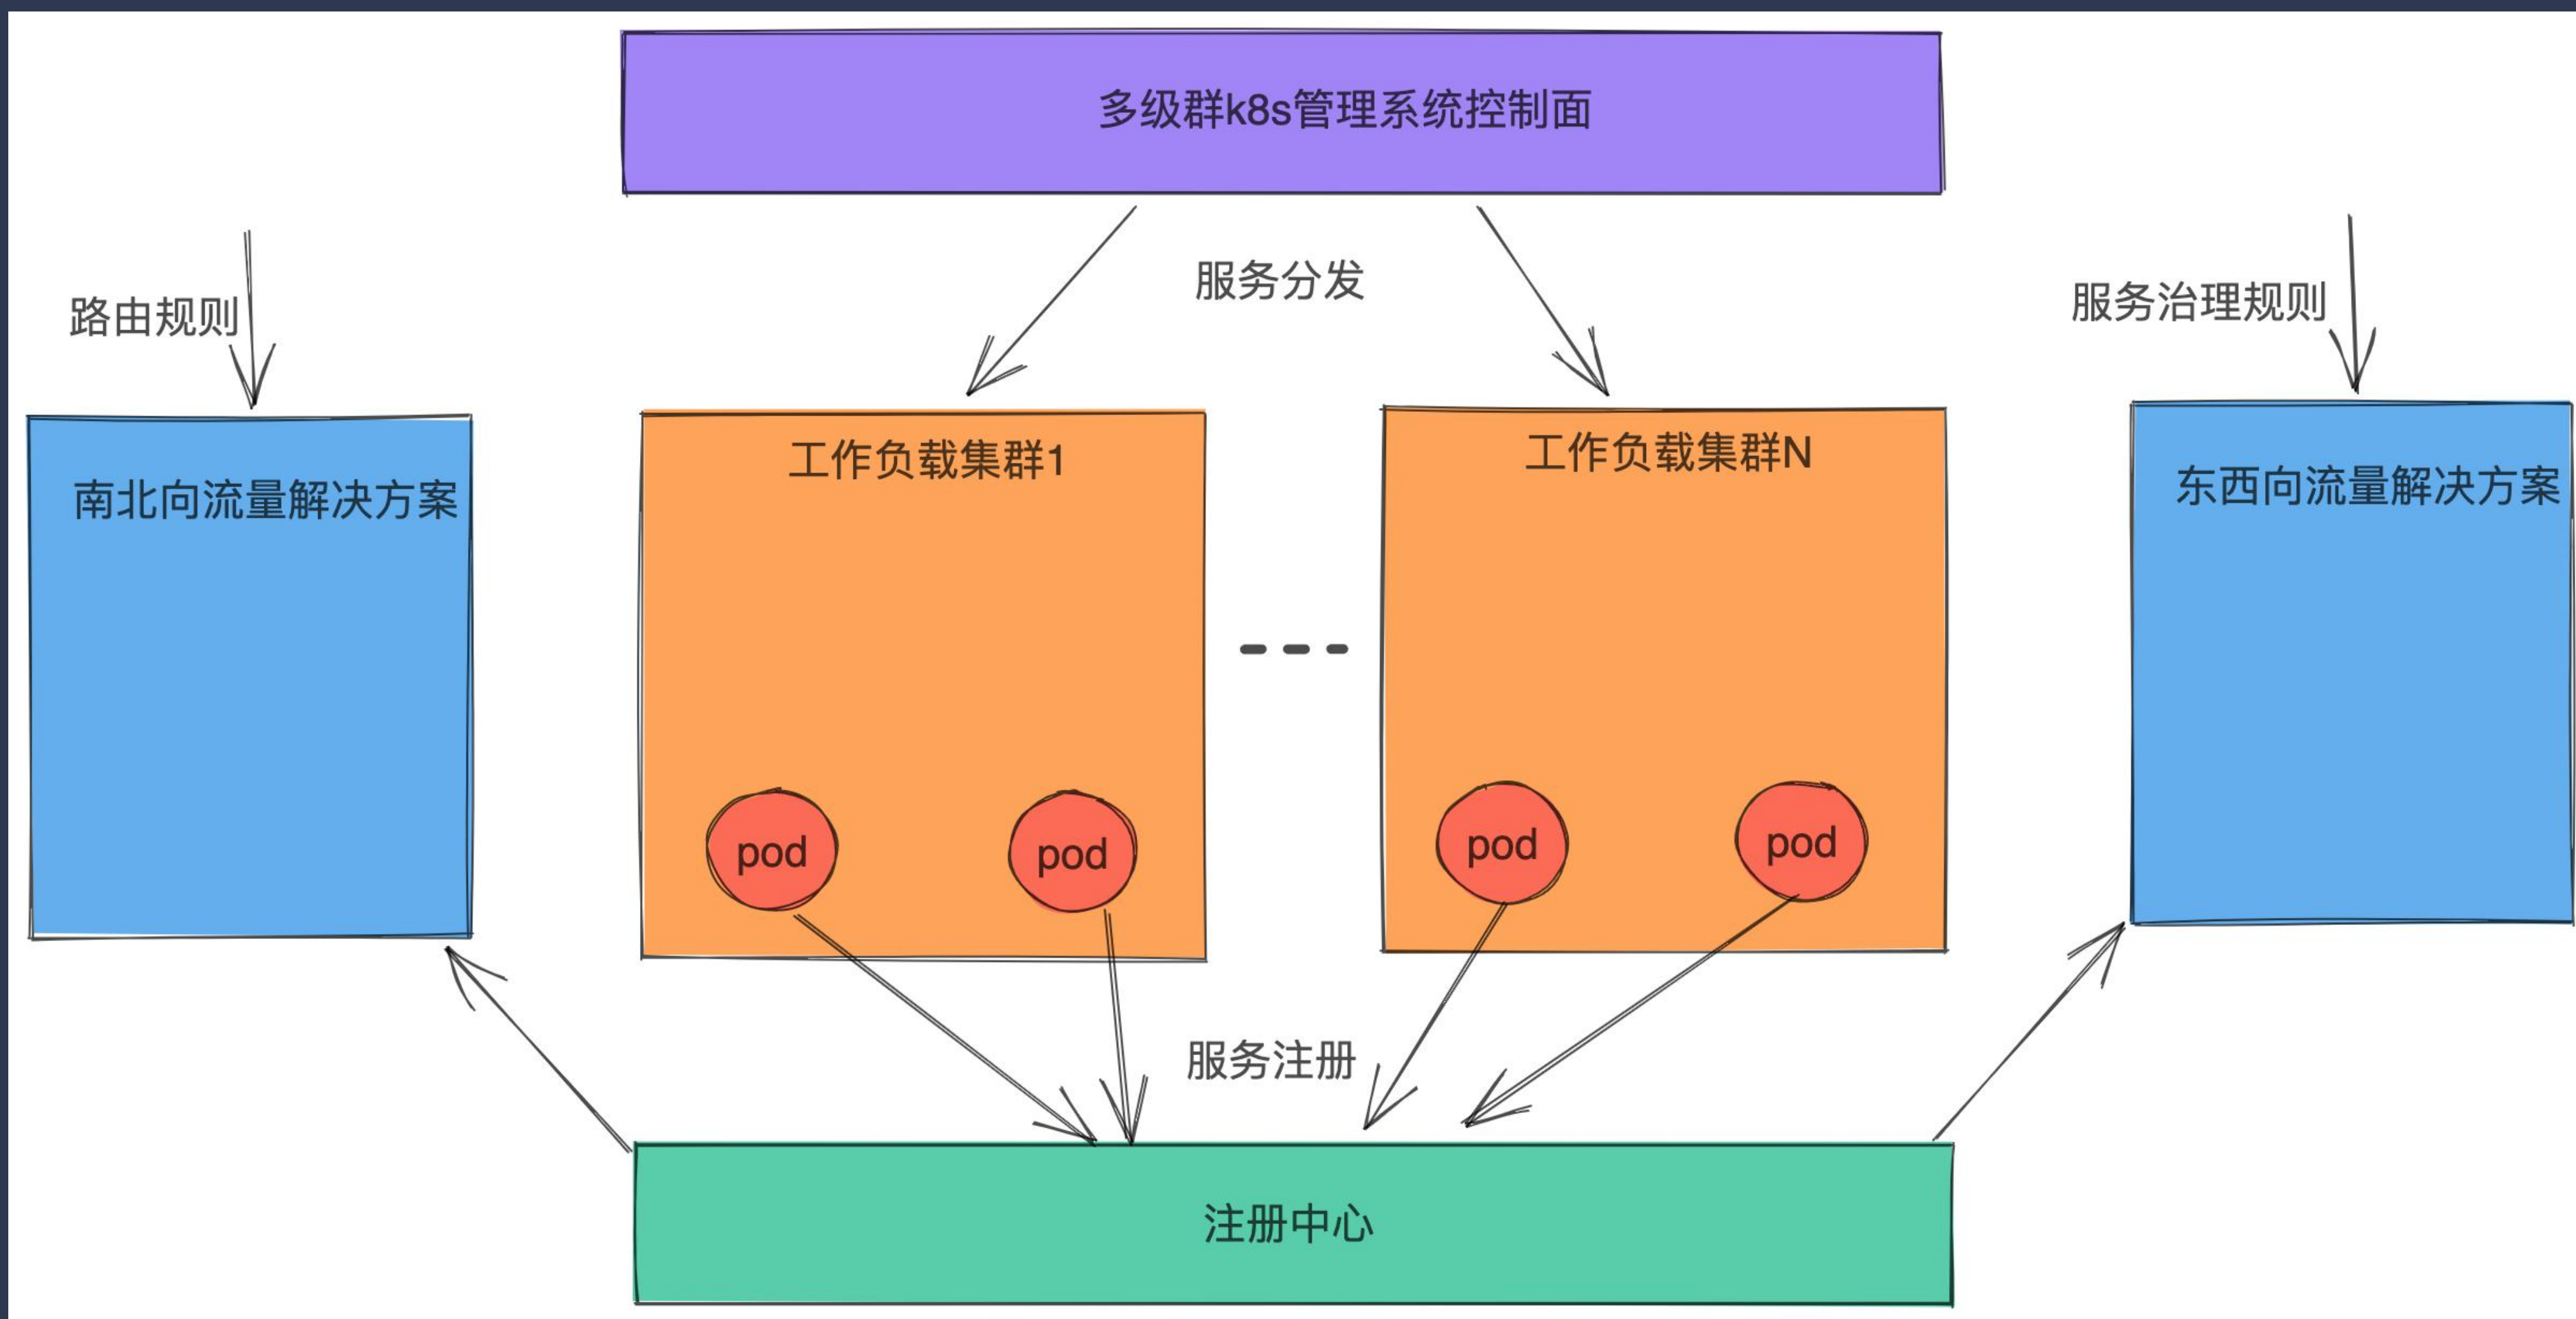 多级群k8s管理系统控制面
服务分发
路由规则
服务治理规则
南北向流量解决方案
工作负载集群1
工作负载集群N
东西向流量解决方案
pod
pod
pod
pod
服务注册
注册中心